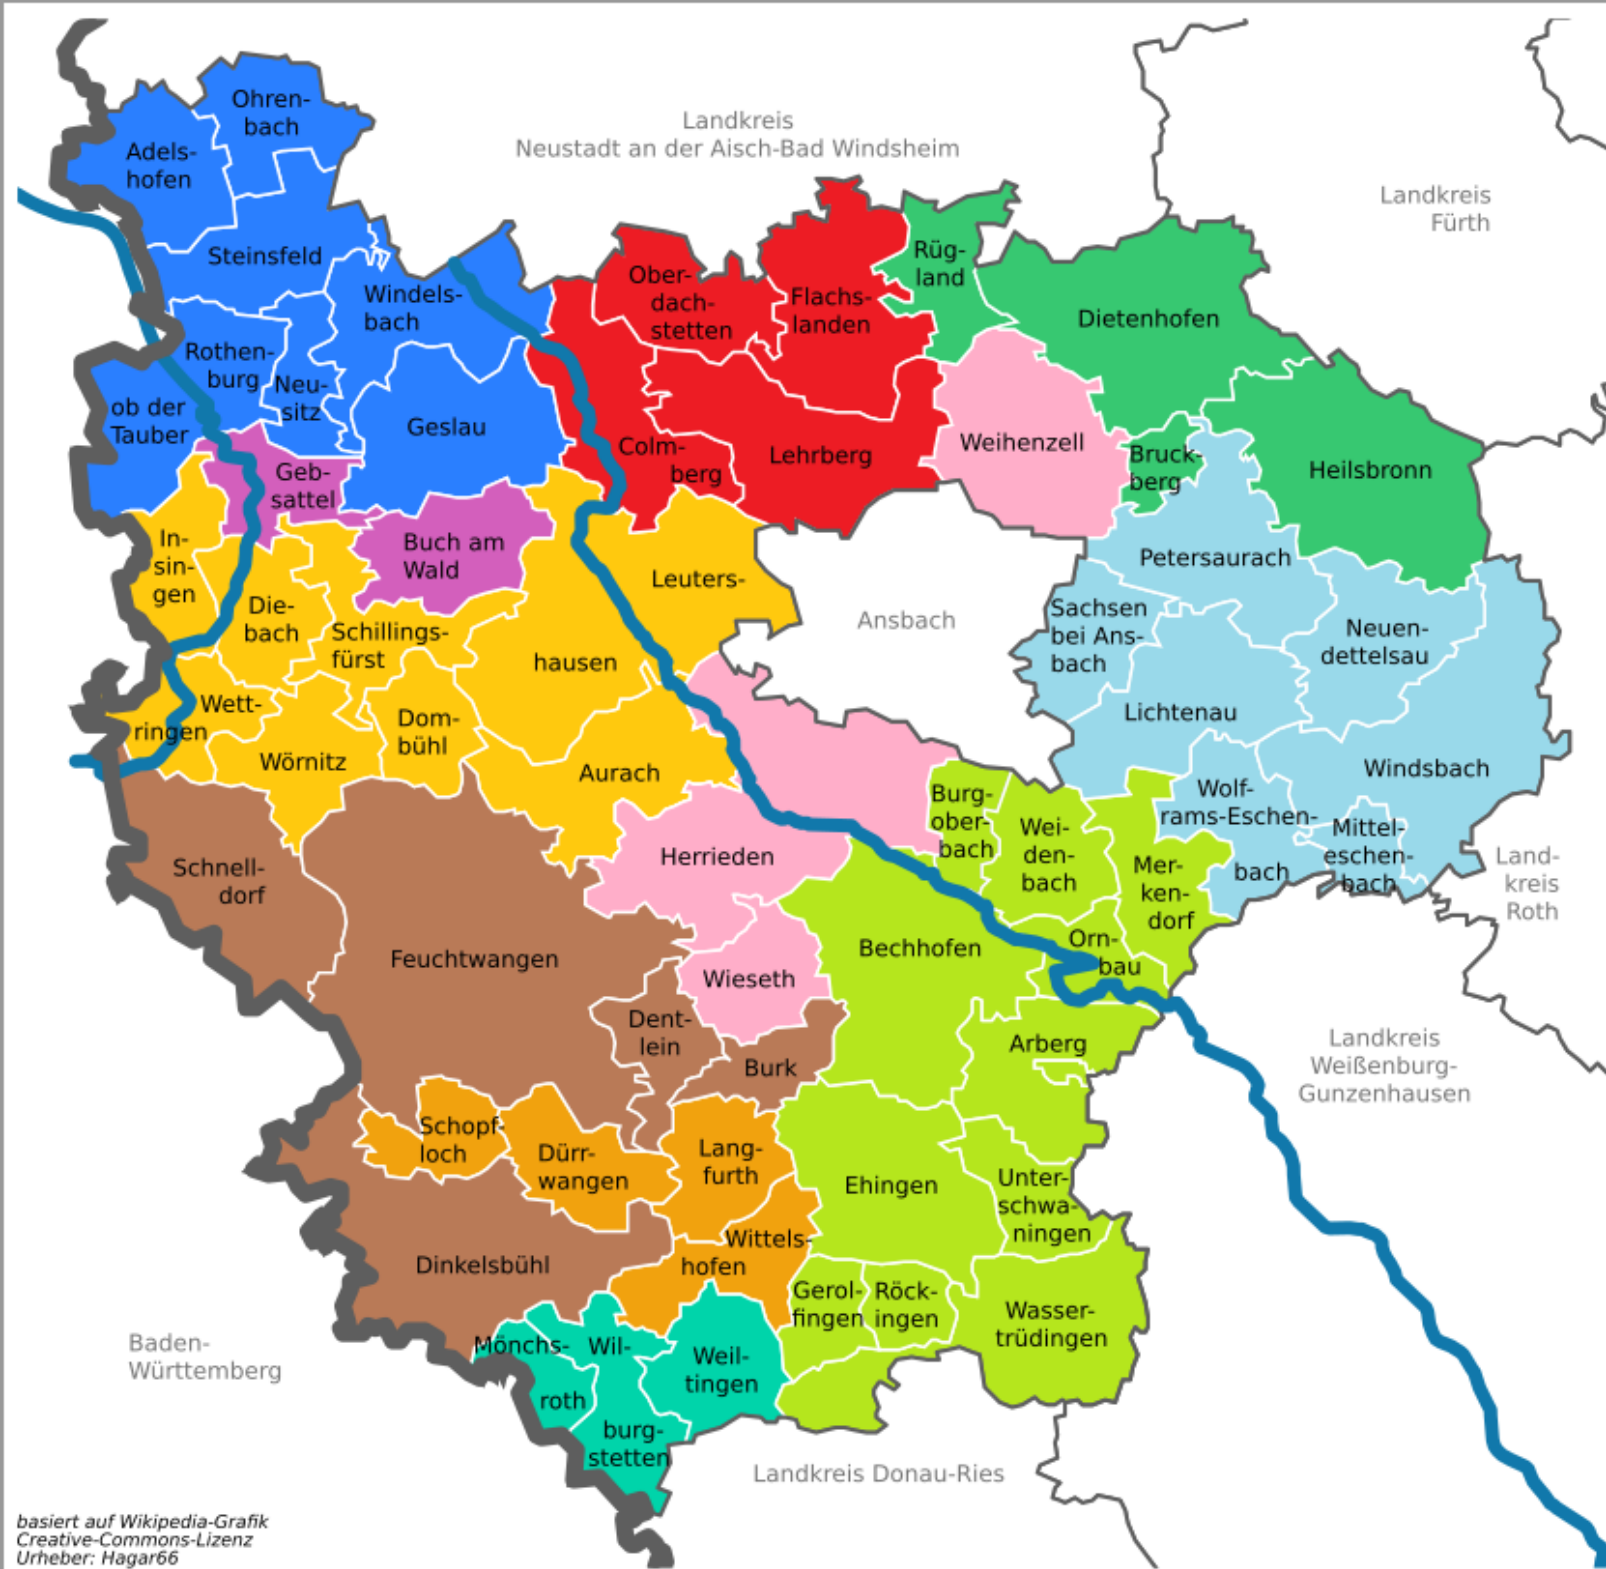 Ohren-
bach
Adels-
hofen
Landkreis
Neustadt an der Aisch-Bad Windsheim
Landkreis
Fürth
Steinsfeld
Windels-
bach
Ober-
dach-
stetten
Flachs-
landen
Rüg-
land
Dietenhofen
Rothen-
burg
ob der
Tauber
Neu-
sitz
Geslau
Colm-
berg
Lehrberg
Weihenzell
Bruck-
berg
Heilsbronn
Geb-
sattel
Buch am
Wald
In-
sin-
gen
Die-
bach
Schillings-
fürst
Leuters-
hausen
Ansbach
Petersaurach
Sachsen
bei Ans-
bach
Neuen-
dettelsau
Lichtenau
Wett-
ringen
Wörnitz
Dom-
bühl
Aurach
Windsbach
Wolf-
rams-Eschen-
bach
Mittel-
eschen-
bach
Burg-
ober-
bach
Wei-
den-
bach
Mer-
ken-
dorf
Land-
kreis
Roth
Schnell-
dorf
Herrieden
Feuchtwangen
Wieseth
Bechhofen
Orn-
bau
Dent-
lein
Burk
Arberg
Landkreis
Weißenburg-
Gunzenhausen
Schopf-
loch
Dürr-
wangen
Lang-
furth
Ehingen
Unter-
schwa-
ningen
Wittels-
hofen
Dinkelsbühl
Gerol-
fingen
Röck-
ingen
Wasser-
trüdingen
Baden-
Württemberg
Mönchs-
roth
Wil-
burg-
stetten
Weil-
tingen
Landkreis Donau-Ries
basiert auf Wikipedia-Grafik
Creative-Commons-Lizenz
Urheber: Hagar66